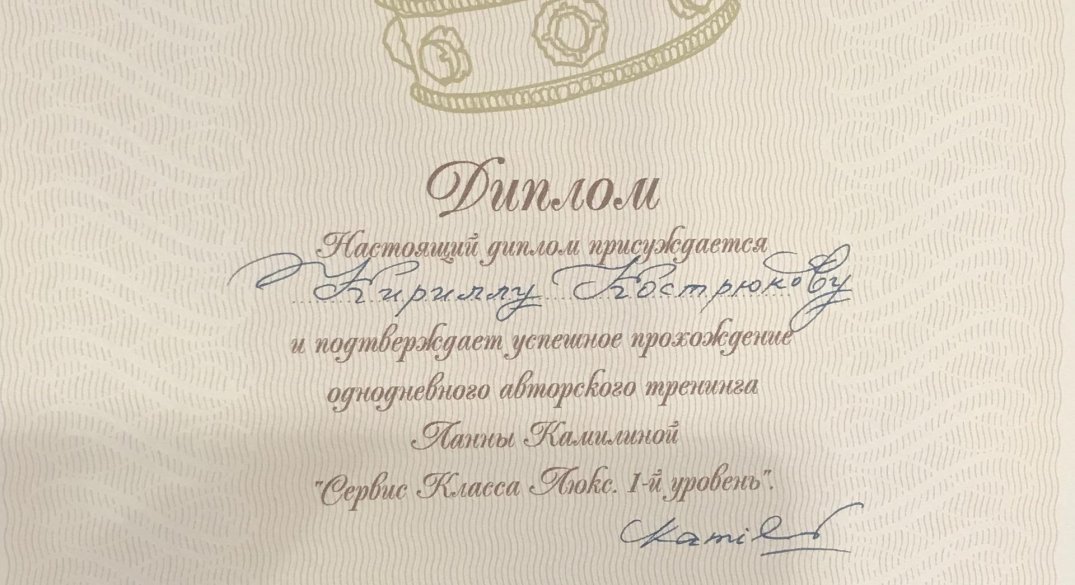 Диплом
Настоящий диплом присуждается
Кириллу Кострюкову
и подтверждает успешное прохождение
однодневного авторского тренинга
Ланны Камилиной
"Сервис Класса Люкс. 1-й уровень".
Kamil